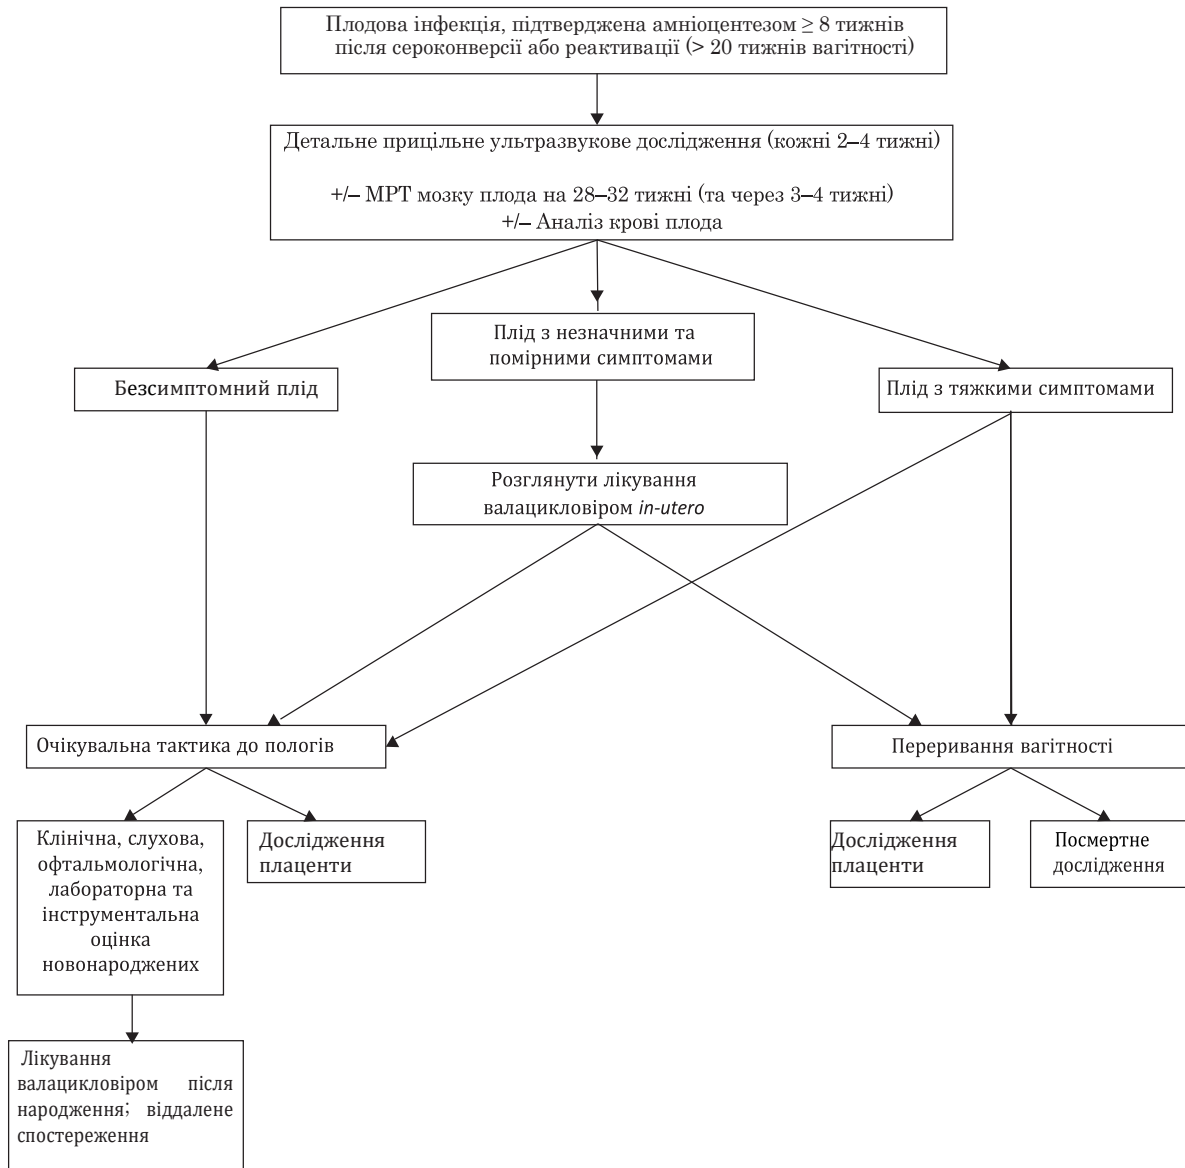 Плодова інфекція, підтверджена амніоцентезом ≥ 8 тижнів
після сероконверсії або реактивації (> 20 тижнів вагітності)
Детальне прицільне ультразвукове дослідження (кожні 2–4 тижні)
+/– МРТ мозку плода на 28–32 тижні (та через 3–4 тижні)
+/– Аналіз крові плода
Плід з незначними та
помірними симптомами
Безсимптомний плід
Плід з тяжкими симптомами
Розглянути лікування
валацикловіром in-utero
Очікувальна тактика до пологів
Переривання вагітності
Клінічна, слухова,
офтальмологічна,
лабораторна та
інструментальна
оцінка
новонароджених
Дослідження
плаценти
Дослідження
плаценти
Посмертне
дослідження
Лікування
валацикловіром після
народження; віддалене
спостереження